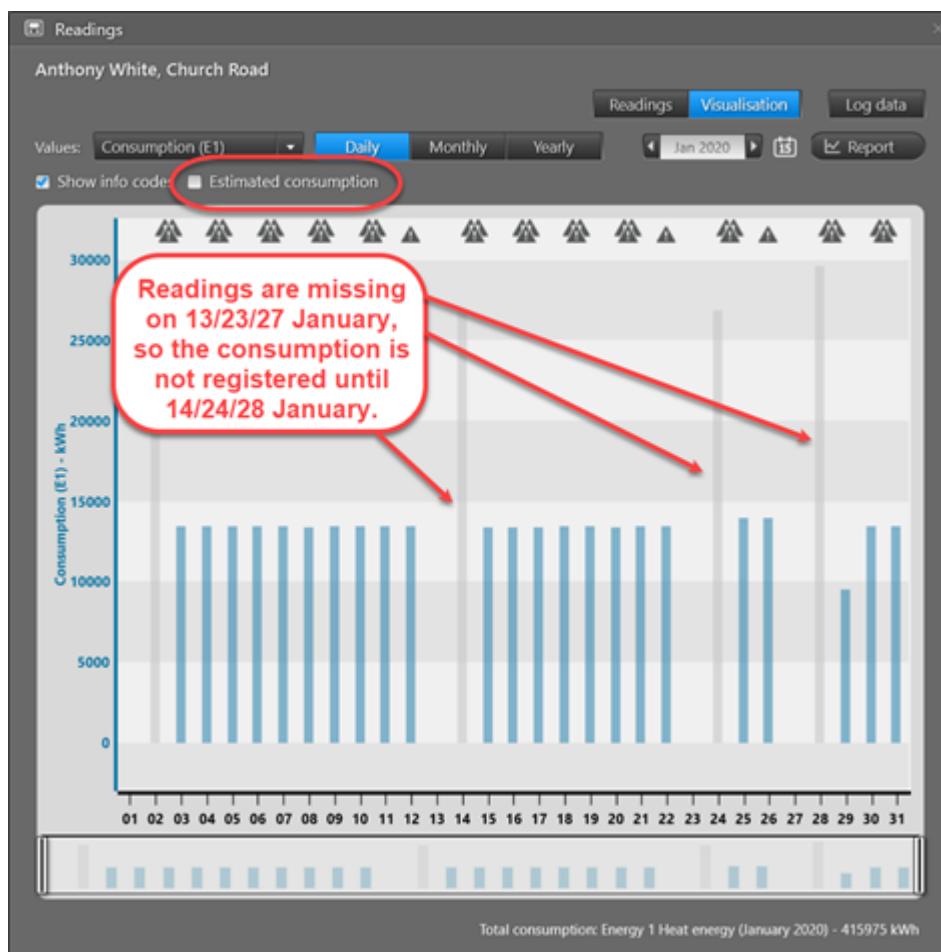 Readings
Anthony White, Church Road
Readings Visualisation Log data
Values: Consumption (E1) Daily Monthly Yearly Jan 2020 15 Report
Show info code Estimated consumption
Readings are missing
on 13/23/27 January,
so the consumption is
not registered until
14/24/28 January.
Consumption (E1) - kWh
30000
25000
20000
15000
10000
5000
0
01 02 03 04 05 06 07 08 09 10 11 12 13 14 15 16 17 18 19 20 21 22 23 24 25 26 27 28 29 30 31
Total consumption: Energy 1 Heat energy (January 2020) - 415975 kWh